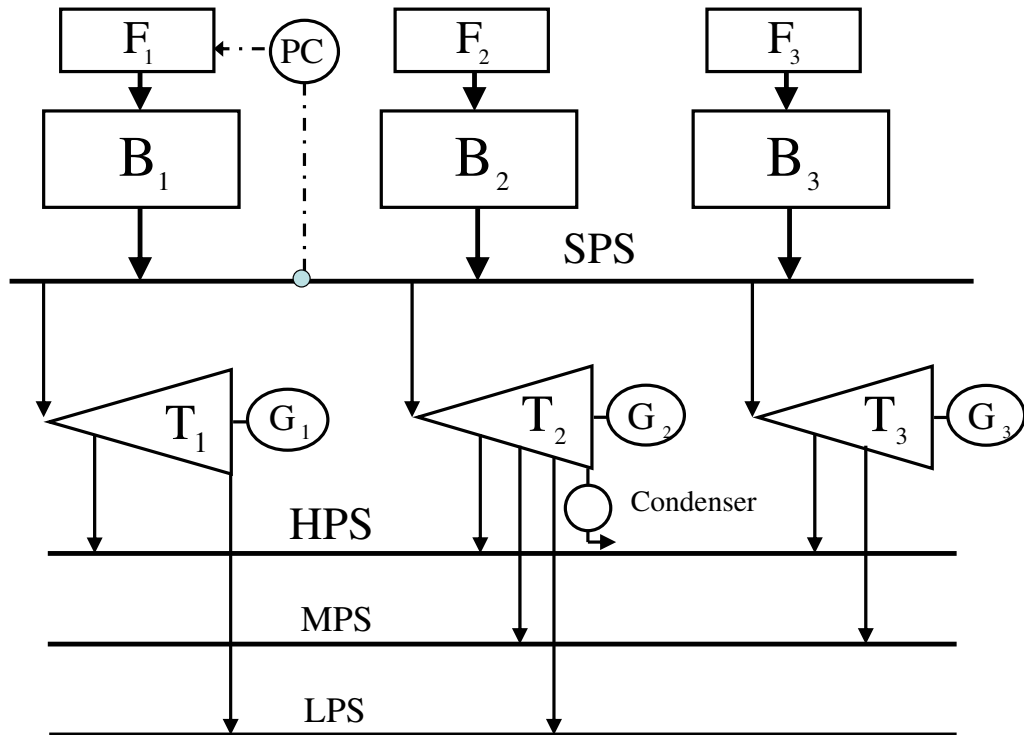 F₁ PC F₂ F₃
B₁ B₂ B₃
SPS
T₁ G₁ T₂ G₂ T₃ G₃
Condenser
HPS
MPS
LPS